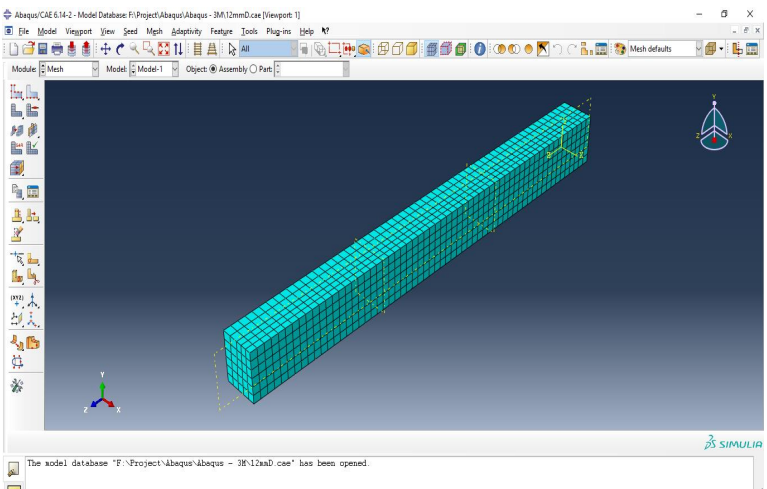 Abaqus/CAE 6.14-2 - Model Database: F:\Project\Abaqus\Abaqus - 3M\12mmD.cae [Viewport: 1]
File Model Viewport View Seed Mesh Adaptivity Feature Tools Plug-ins Help
All Mesh defaults
Module: Mesh Model: Model-1 Object: Assembly Part:
Y
Z X
Y
Z X
(XYZ)
Y
Z X
SIMULIA
The model database "F:\Project\Abaqus\Abaqus - 3M\12mmD.cae" has been opened.